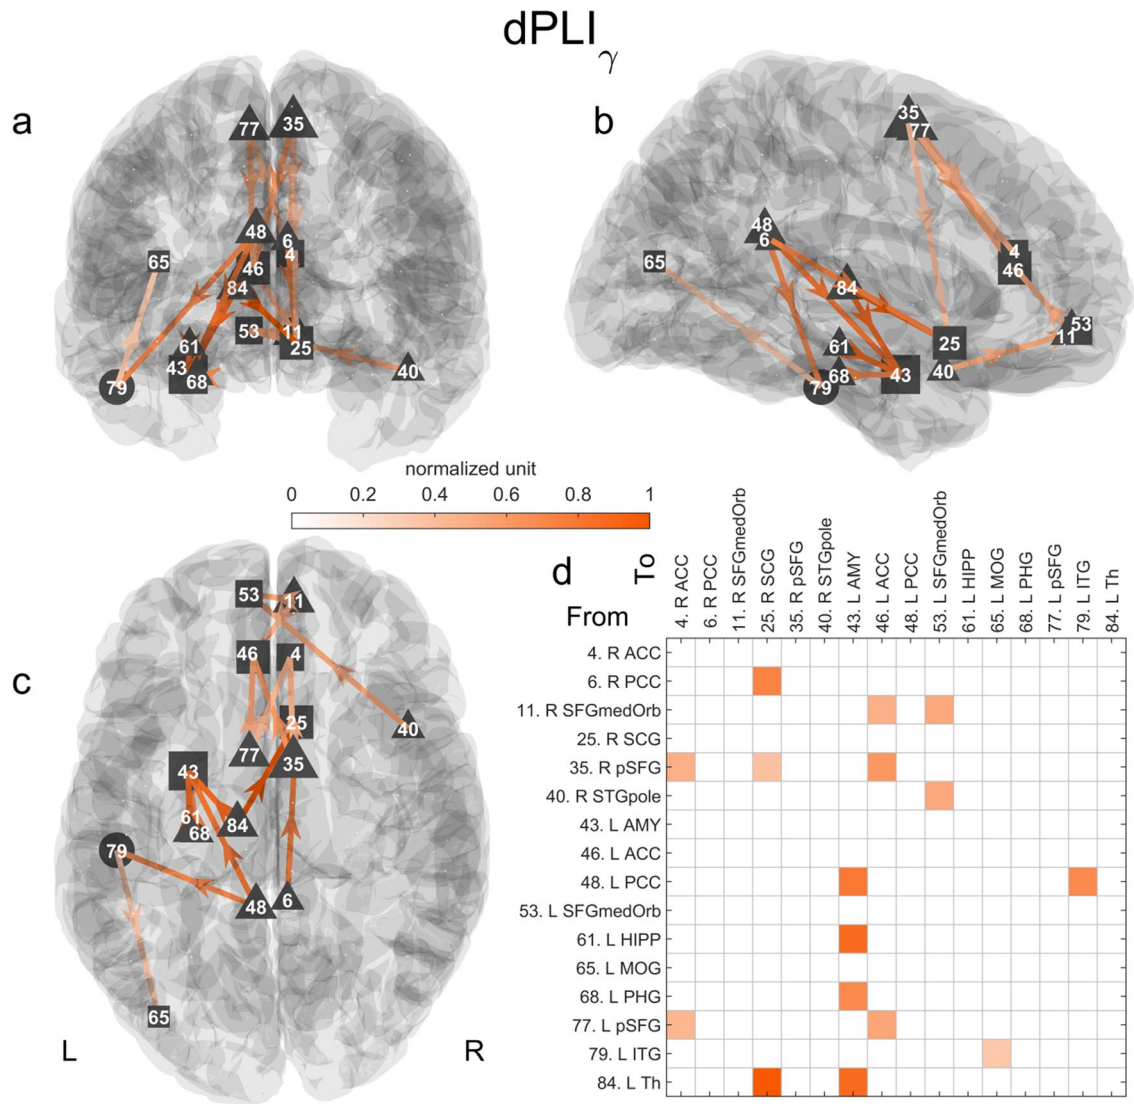 dPLIγ
a
77
35
48
6
4
46
84
65
53
11
25
61
43
68
79
40
b
35
77
48
6
65
4
46
84
53
11
25
61
40
68
43
79
normalized unit
0 0.2 0.4 0.6 0.8 1
c
53
11
46
4
25
40
77
35
43
61
68
84
79
48
6
65
L R
d
To
From
4. R ACC
6. R PCC
11. R SFGmedOrb
25. R SCG
35. R pSFG
40. R STGpole
43. L AMY
46. L ACC
48. L PCC
53. L SFGmedOrb
61. L HIPP
65. L MOG
68. L PHG
77. L pSFG
79. L ITG
84. L Th
4. R ACC
6. R PCC
11. R SFGmedOrb
25. R SCG
35. R pSFG
40. R STGpole
43. L AMY
46. L ACC
48. L PCC
53. L SFGmedOrb
61. L HIPP
65. L MOG
68. L PHG
77. L pSFG
79. L ITG
84. L Th